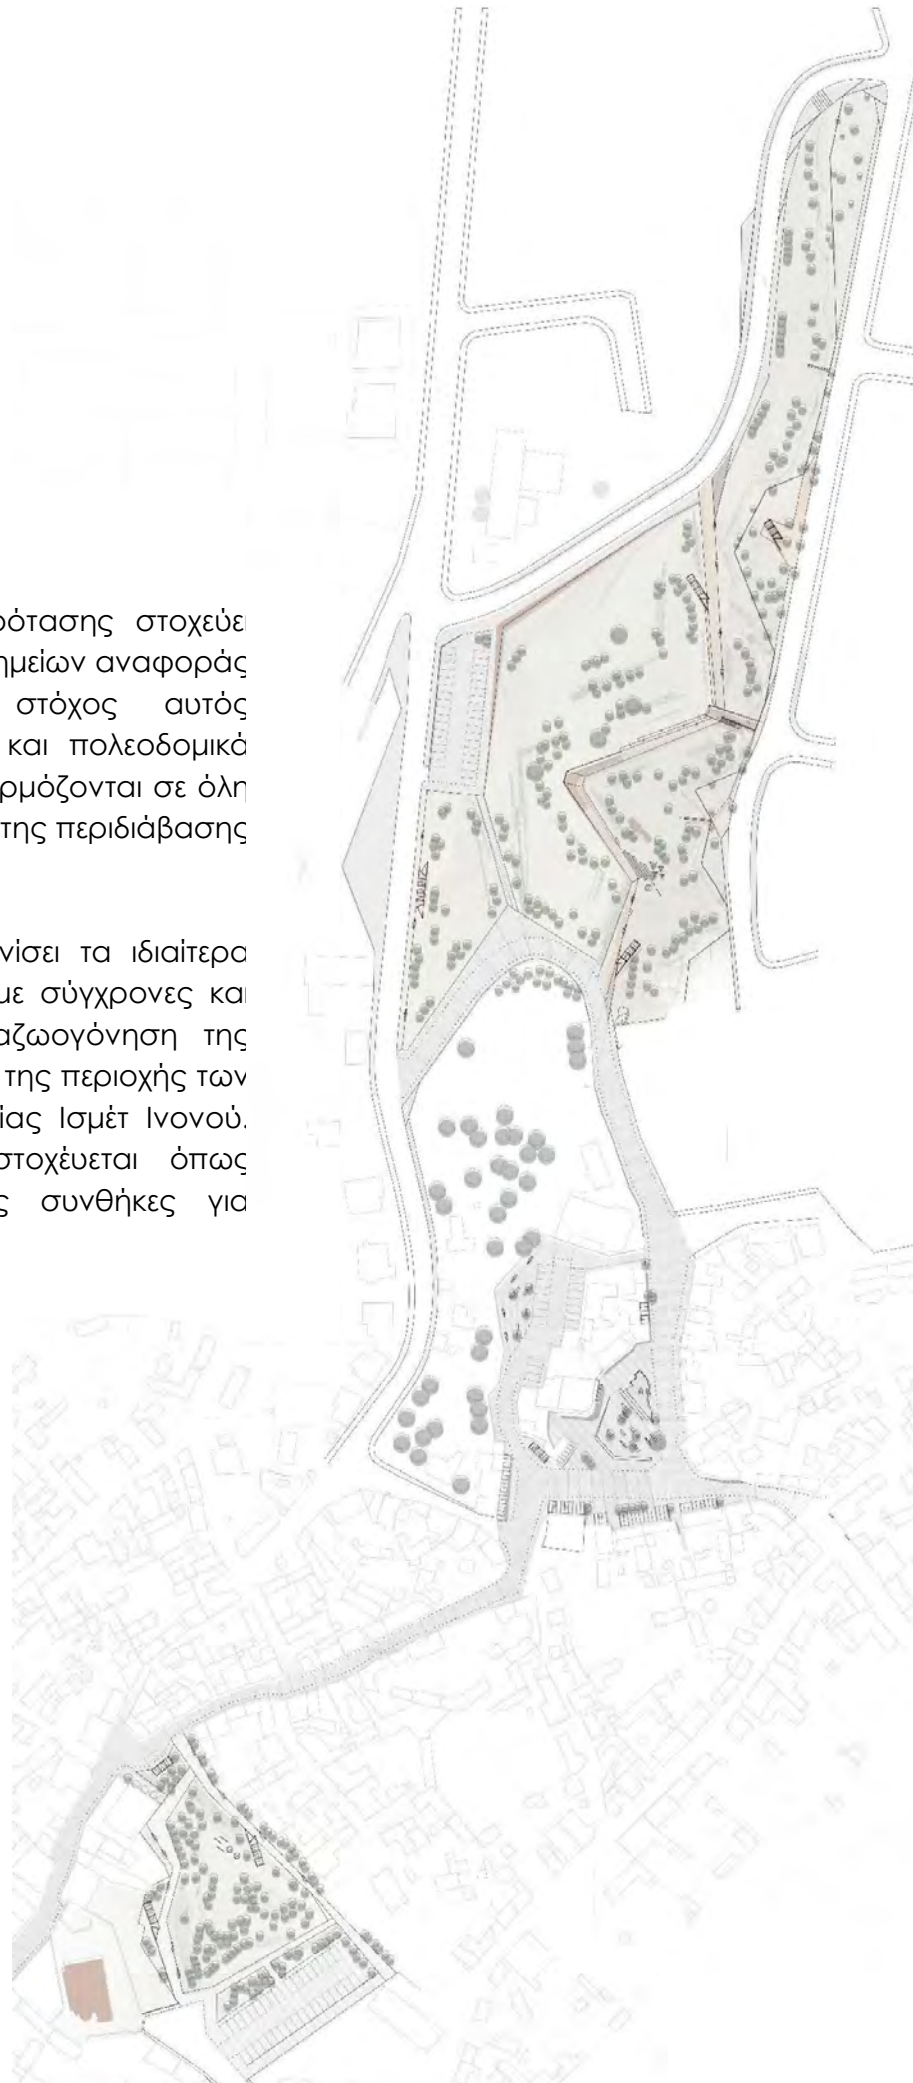 ρότασης στοχεύει
ημείων αναφοράς
στόχος αυτός
και πολεοδομικά
ρμόζονται σε όλη
της περιδιάβασης
νίσει τα ιδιαίτερα
με σύγχρονες και
αζωογόνηση της
της περιοχής των
ίας Ισμέτ Ινονού.
στοχέυεται όπως
ς συνθήκες για